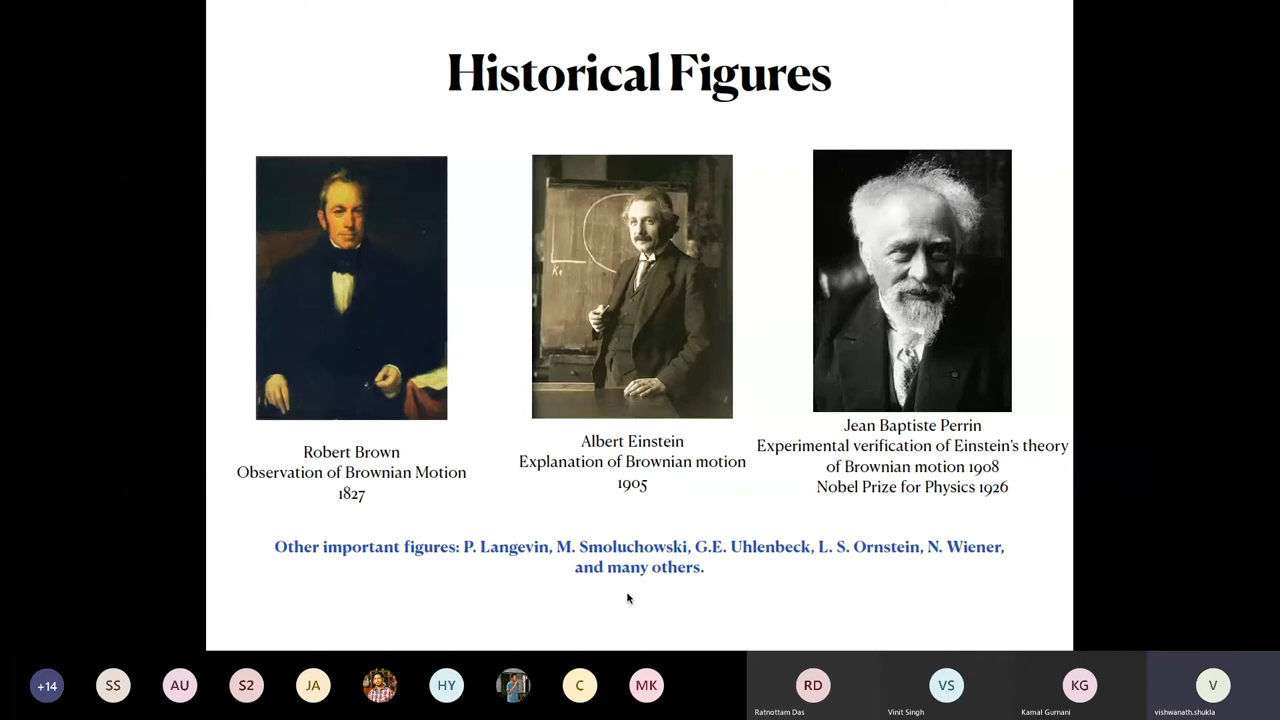 Historical Figures
Robert Brown
Observation of Brownian Motion
1827
Albert Einstein
Explanation of Brownian motion
1905
Jean Baptiste Perrin
Experimental verification of Einstein's theory
of Brownian motion 1908
Nobel Prize for Physics 1926
Other important figures: P. Langevin, M. Smoluchowski, G.E. Uhlenbeck, L. S. Ornstein, N. Wiener,
and many others.
+14
SS
AU
S2
JA
HY
C
MK
RD
Ratnottam Das
VS
Vinit Singh
KG
Kamal Gurnani
V
vishwanath.shukla